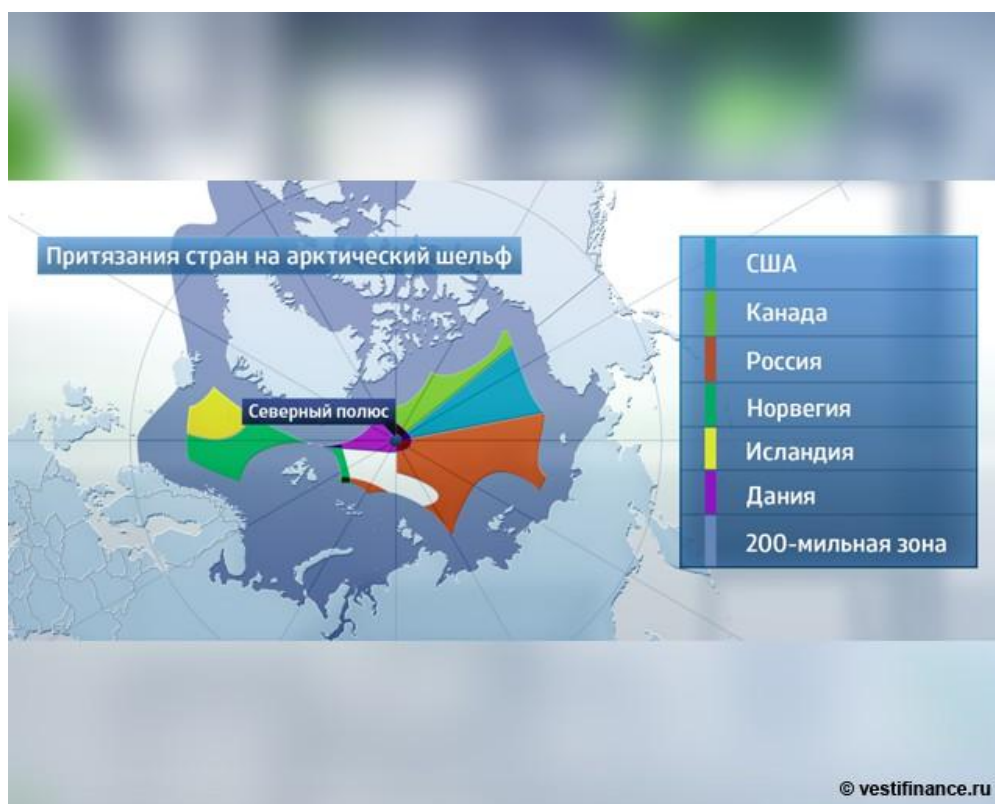 Притязания стран на арктический шельф
Северный полюс
США
Канада
Россия
Норвегия
Исландия
Дания
200-мильная зона
© vestifinance.ru